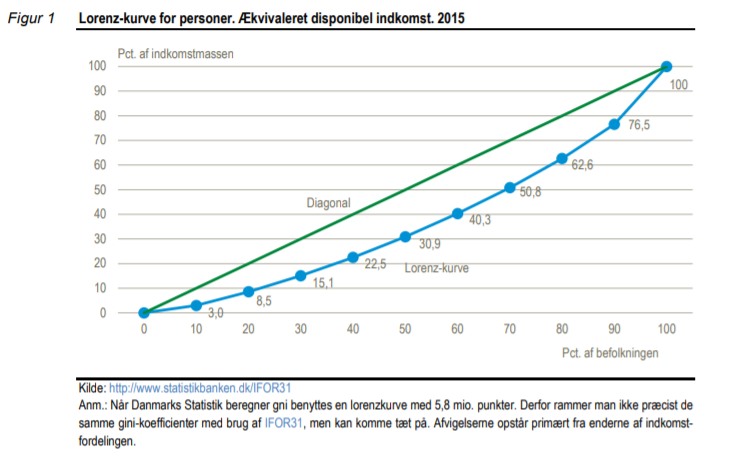 Figur 1
Lorenz-kurve for personer. Ækvivaleret disponibel indkomst. 2015
Pct. af indkomstmassen
100
90
80
70
60
50
40
30
20
10
0
Diagonal
Lorenz-kurve
3,0
8,5
15,1
22,5
30,9
40,3
50,8
62,6
76,5
100
0 10 20 30 40 50 60 70 80 90 100
Pct. af befolkningen
Kilde: http://www.statistikbanken.dk/IFOR31
Anm.: Når Danmarks Statistik beregner gni benyttes en lorenzkurve med 5,8 mio. punkter. Derfor rammer man ikke præcist de
samme gini-koefficienter med brug af IFOR31, men kan komme tæt på. Afvigelserne opstår primært fra enderne af indkomst-
fordelingen.